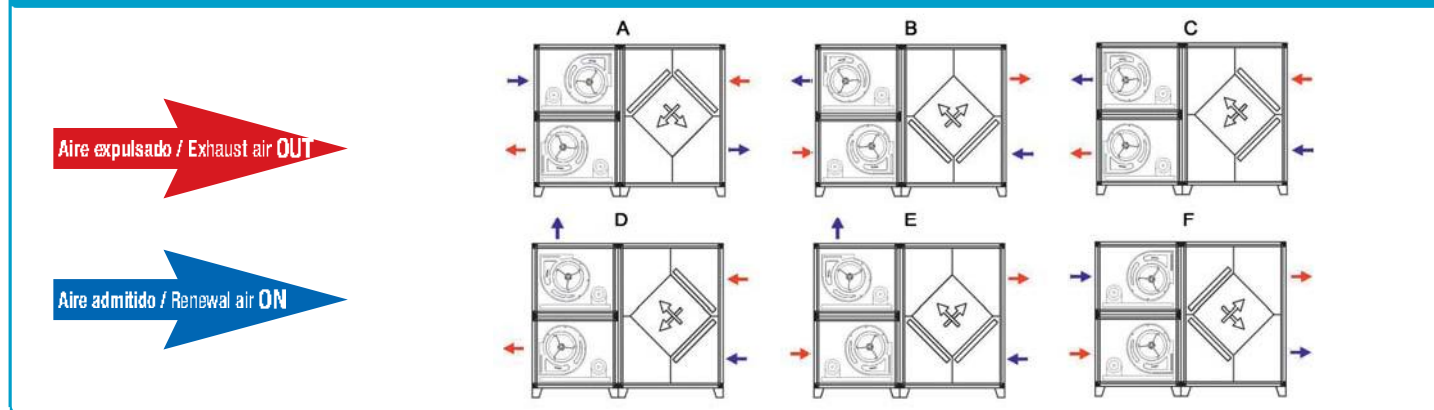 A B C
Aire expulsado / Exhaust air OUT
D E F
Aire admitido / Renewal air ON